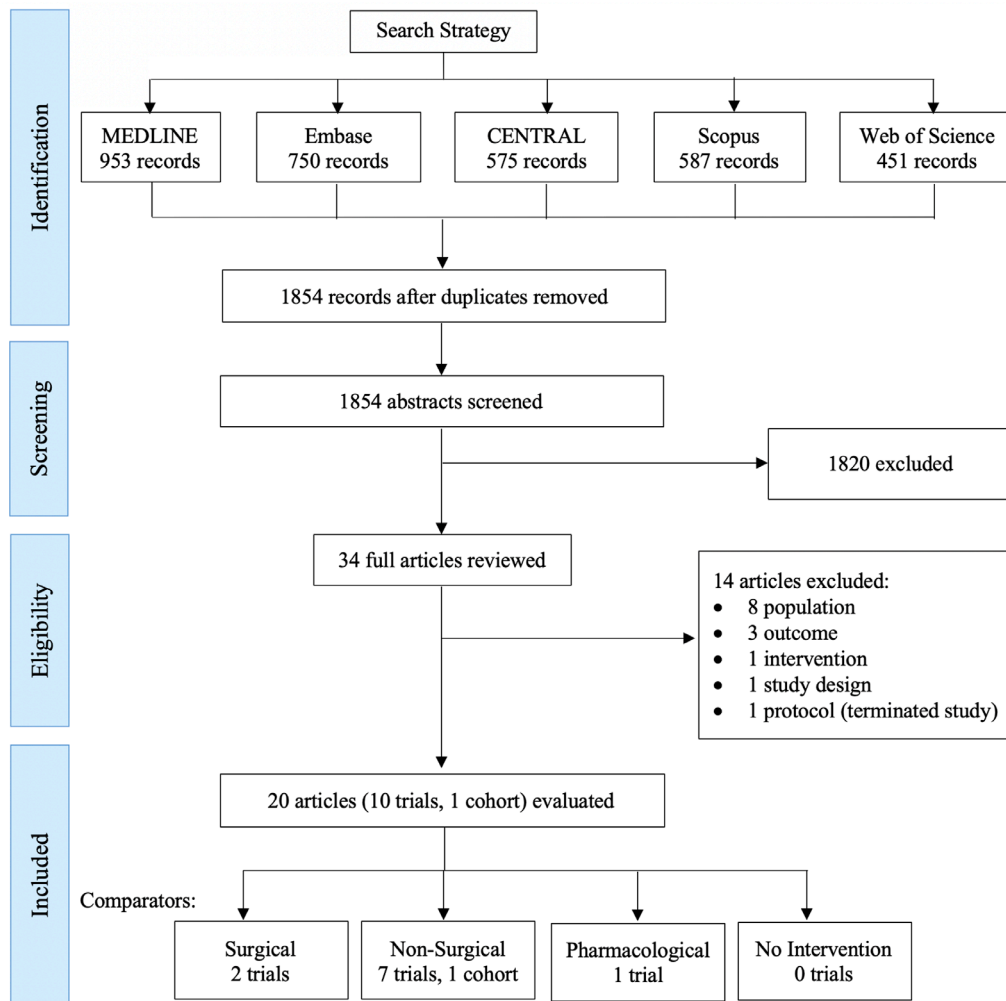 Identification
Search Strategy
MEDLINE
953 records
Embase
750 records
CENTRAL
575 records
Scopus
587 records
Web of Science
451 records
1854 records after duplicates removed
Screening
1854 abstracts screened
1820 excluded
Eligibility
34 full articles reviewed
14 articles excluded:
• 8 population
• 3 outcome
• 1 intervention
• 1 study design
• 1 protocol (terminated study)
Included
20 articles (10 trials, 1 cohort) evaluated
Comparators:
Surgical
2 trials
Non-Surgical
7 trials, 1 cohort
Pharmacological
1 trial
No Intervention
0 trials